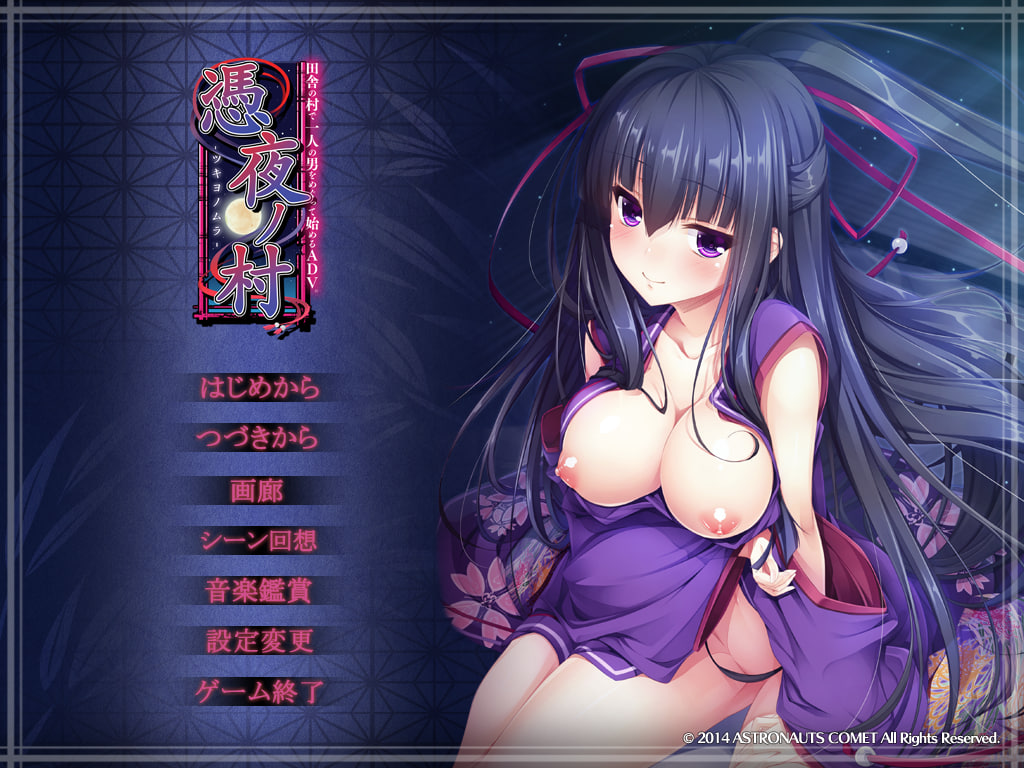 田舎の村で一人の男をめぐって始めるADV
憑夜ノ村
-ツキヨノムラ-
はじめから
つづきから
画廊
シーン回想
音楽鑑賞
設定変更
ゲーム終了
© 2014 ASTRONAUTS COMET All Rights Reserved.